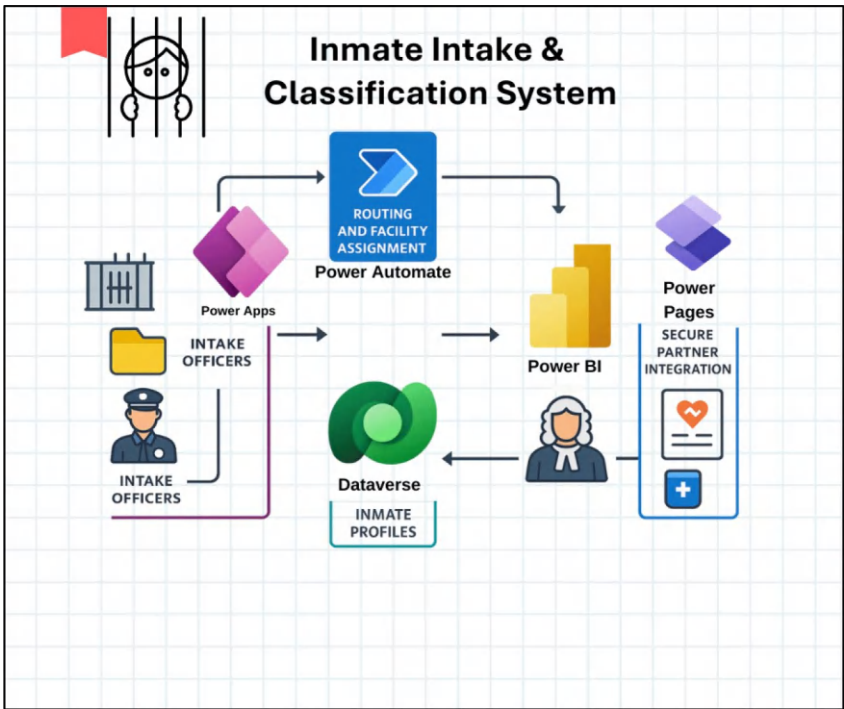 Inmate Intake &
Classification System
ROUTING
AND FACILITY
ASSIGNMENT
Power Automate
Power Apps
INTAKE
OFFICERS
INTAKE
OFFICERS
Dataverse
INMATE
PROFILES
Power BI
Power
Pages
SECURE
PARTNER
INTEGRATION